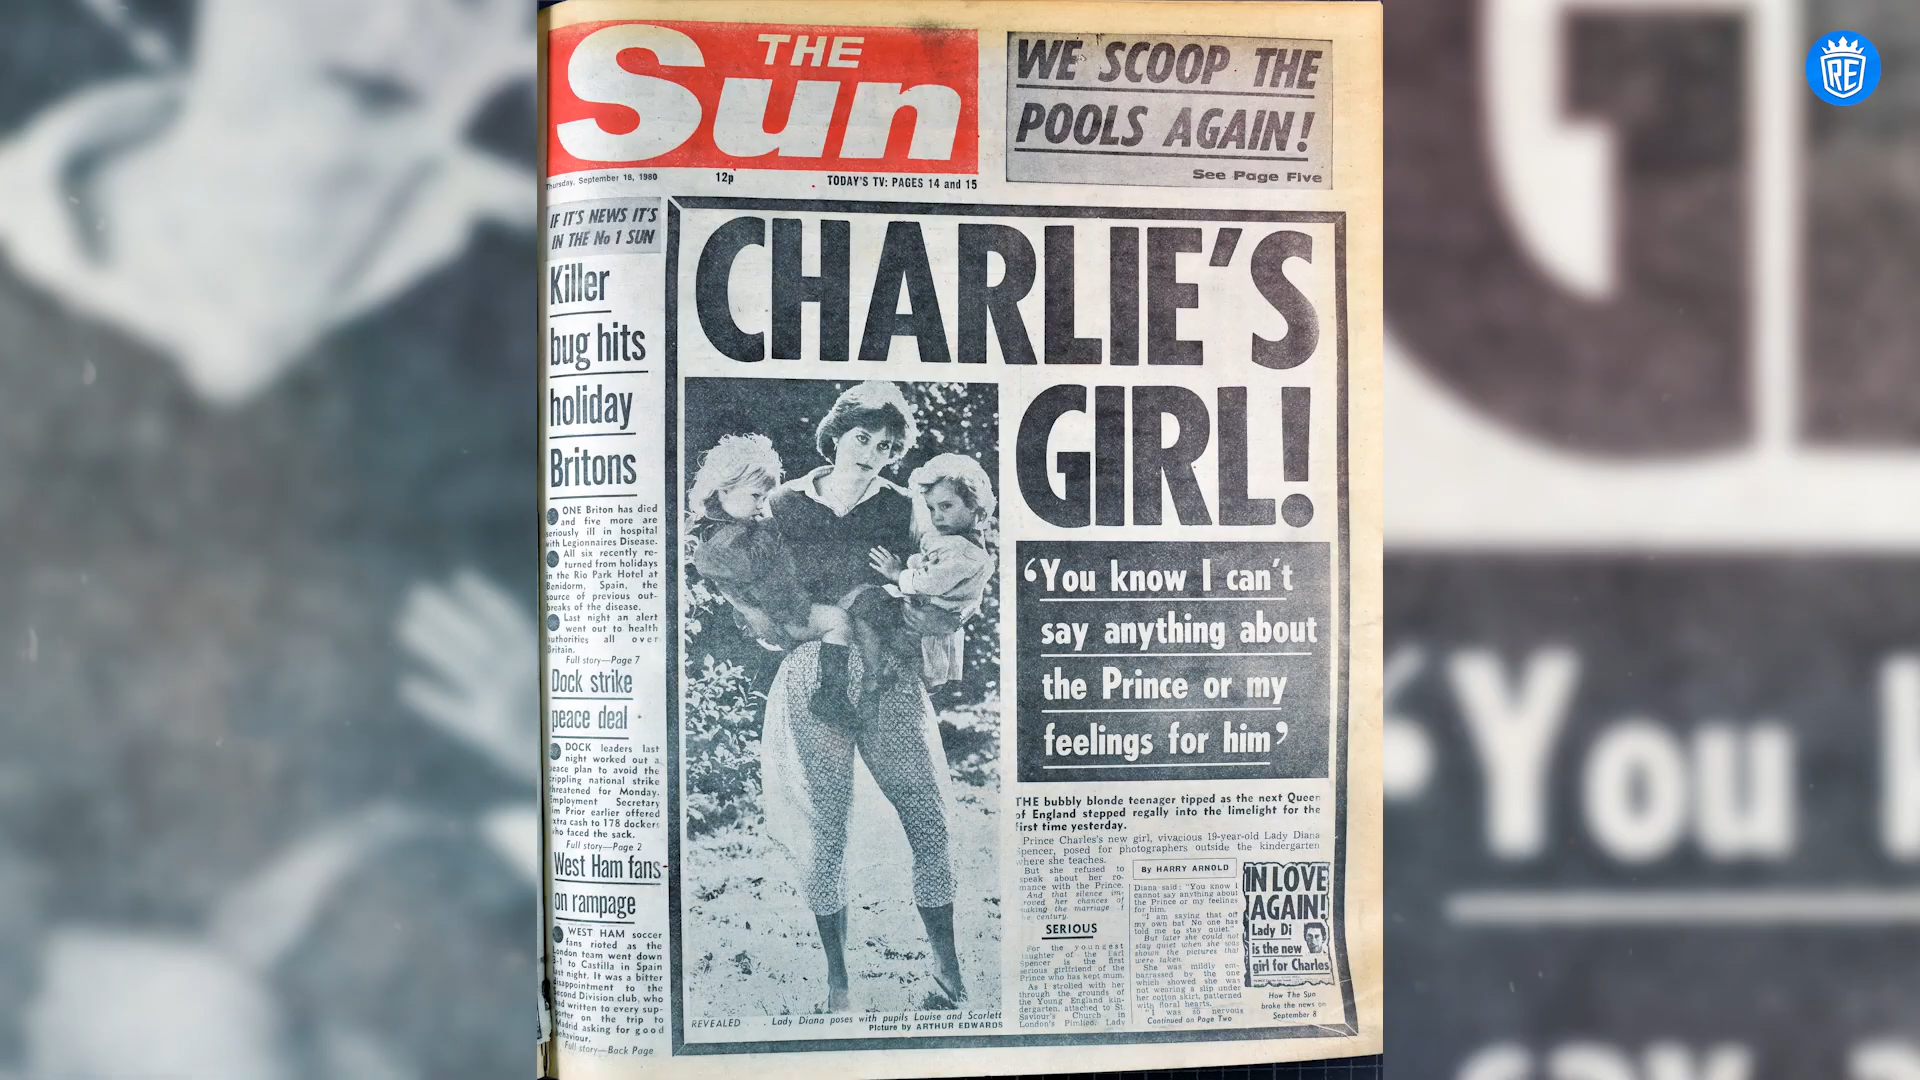 THE
Sun
WE SCOOP THE
POOLS AGAIN!
See Page Five
Thursday, September 18, 1980
12p
TODAY'S TV: PAGES 14 and 15
IF IT'S NEWS IT'S
IN THE No 1 SUN
Killer
bug hits
holiday
Britons
ONE Briton has died
and five more are
seriously ill in hospital
with Legionnaires Disease.
All six recently re-
turned from holidays
in the Rio Park Hotel at
Benidorm, Spain, the
source of previous out-
breaks of the disease.
Last night an alert
went out to health
authorities all over
Britain.
Full story—Page 7
Dock strike
peace deal
DOCK leaders last
night worked out a
peace plan to avoid the
crippling national strike
threatened for Monday.
Employment Secretary
Jim Prior earlier offered
extra cash to 178 dockers
who faced the sack.
Full story—Page 2
West Ham fans
on rampage
WEST HAM soccer
fans rioted as the
London team went down
3-1 to Castilla in Spain
last night. It was a bitter
disappointment to the
Second Division club, who
had written to every sup-
porter on the trip to
Madrid asking for good
behaviour.
Full story—Back Page
CHARLIE'S
GIRL!
‘You know I can't
say anything about
the Prince or my
feelings for him’
THE bubbly blonde teenager tipped as the next Queen
of England stepped regally into the limelight for the
first time yesterday.
Prince Charles's new girl, vivacious 19-year-old Lady Diana
Spencer, posed for photographers outside the kindergarten
where she teaches.
But she refused to
speak about her ro-
mance with the Prince.
And that silence im-
proved her chances of
making the marriage of
the century.
SERIOUS
For the youngest
daughter of the Earl
Spencer is the first
serious girlfriend of the
Prince who has kept mum.
As I strolled with her
through the grounds of
the Young England kin-
dergarten, attached to St.
Saviour's Church in
London's Pimlico, Lady
By HARRY ARNOLD
Diana said: "You know I
cannot say anything about
the Prince or my feelings
for him.
"I am saying that off
my own bat. No one has
told me to stay quiet."
But later she could not
stay quiet when she was
shown the pictures that
were taken.
She was mildly em-
barrassed by the one
which showed she was
not wearing a slip under
her cotton skirt, patterned
with floral hearts.
"I was so nervous
Continued on Page Two
IN LOVE
AGAIN!
Lady Di
is the new
girl for Charles
How The Sun
broke the news on
September 8
REVEALED . . . Lady Diana poses with pupils Louise and Scarlett
Picture by ARTHUR EDWARDS
RE